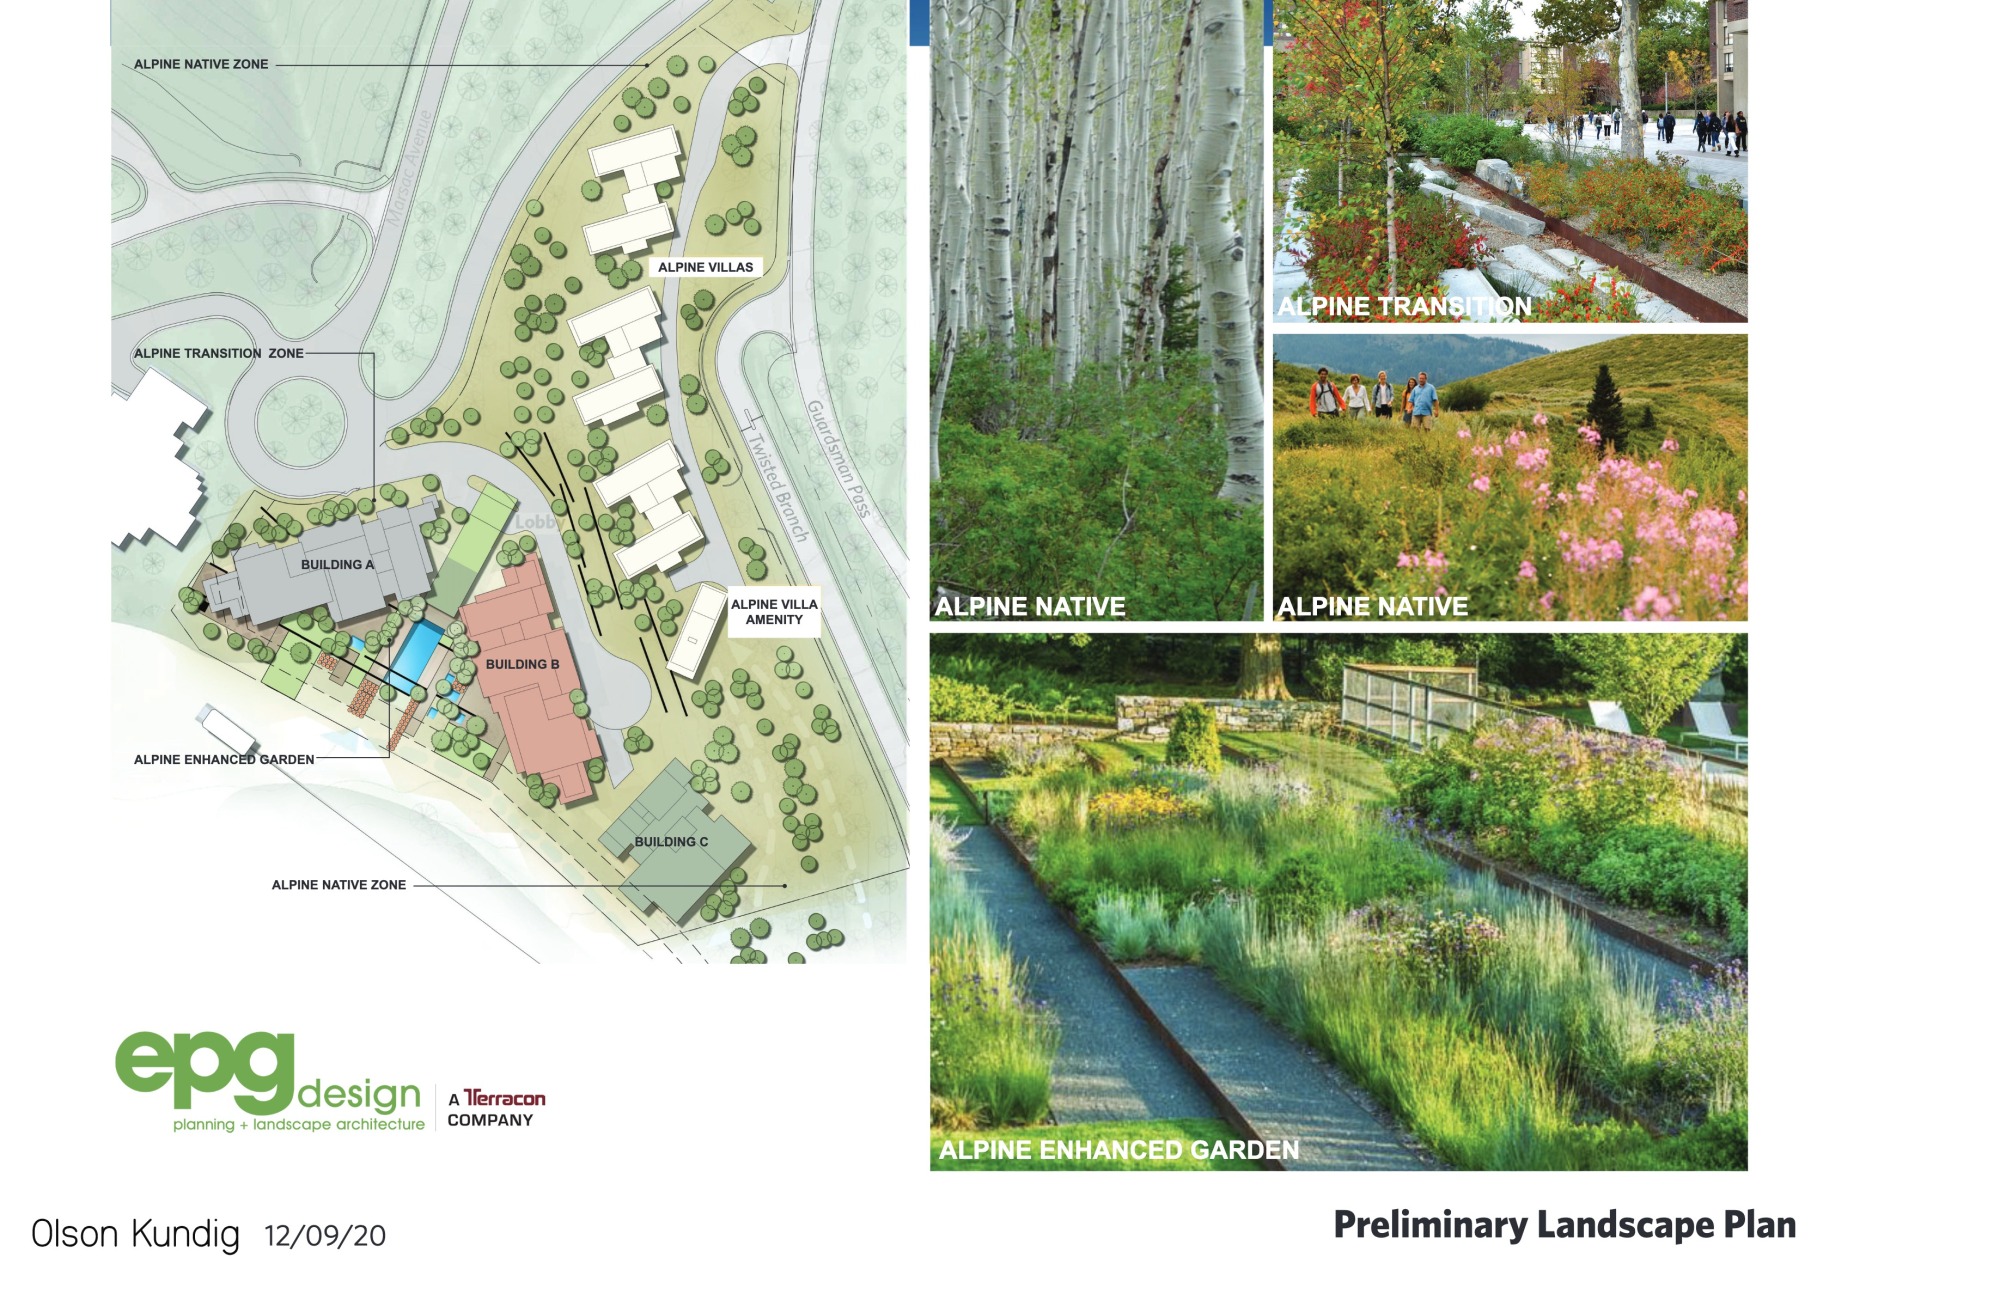 ALPINE NATIVE ZONE
Marsac Avenue
ALPINE VILLAS
ALPINE TRANSITION  ZONE
Guardsman Pass
Twisted Branch
Lobby
BUILDING A
ALPINE VILLA
AMENITY
BUILDING B
ALPINE ENHANCED GARDEN
BUILDING C
ALPINE NATIVE ZONE
ALPINE TRANSITION
ALPINE NATIVE
ALPINE NATIVE
ALPINE ENHANCED GARDEN
epg design
planning + landscape architecture
A Terracon
COMPANY
Olson Kundig 12/09/20
Preliminary Landscape Plan